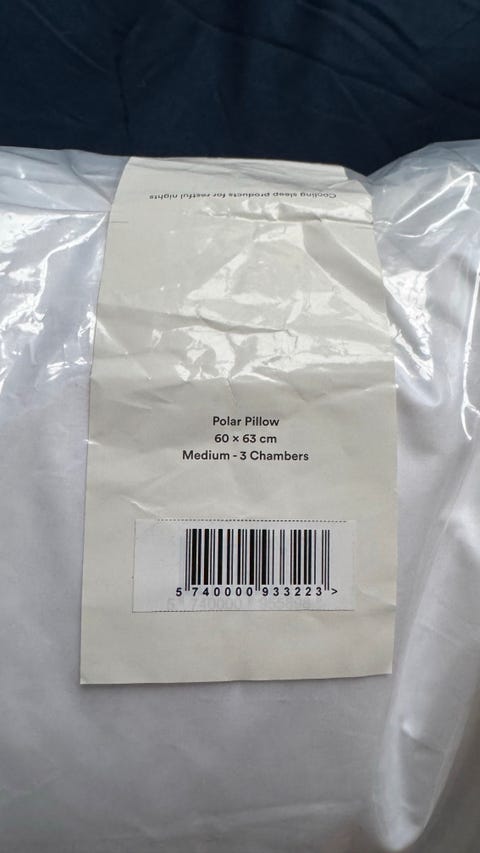 Cooling sleep products for restful nights
Polar Pillow
60 × 63 cm
Medium - 3 Chambers
5 740000 933223 >